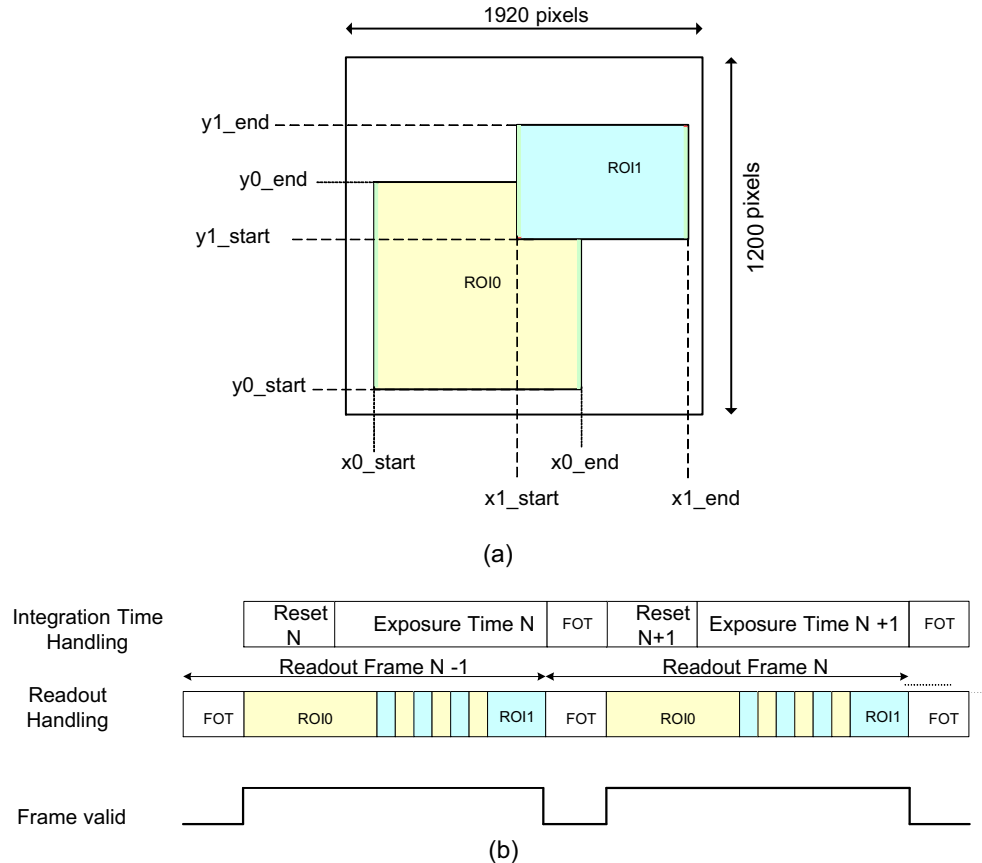 1920 pixels
y1_end
ROI1
y0_end
1200 pixels
y1_start
ROI0
y0_start
x0_start
x0_end
x1_start
x1_end
(a)
Integration Time
Handling
Reset
N
Exposure Time N
FOT
Reset
N+1
Exposure Time N +1
FOT
Readout Frame N -1
Readout Frame N
Readout
Handling
FOT
ROI0
ROI1
FOT
ROI0
ROI1
FOT
Frame valid
(b)